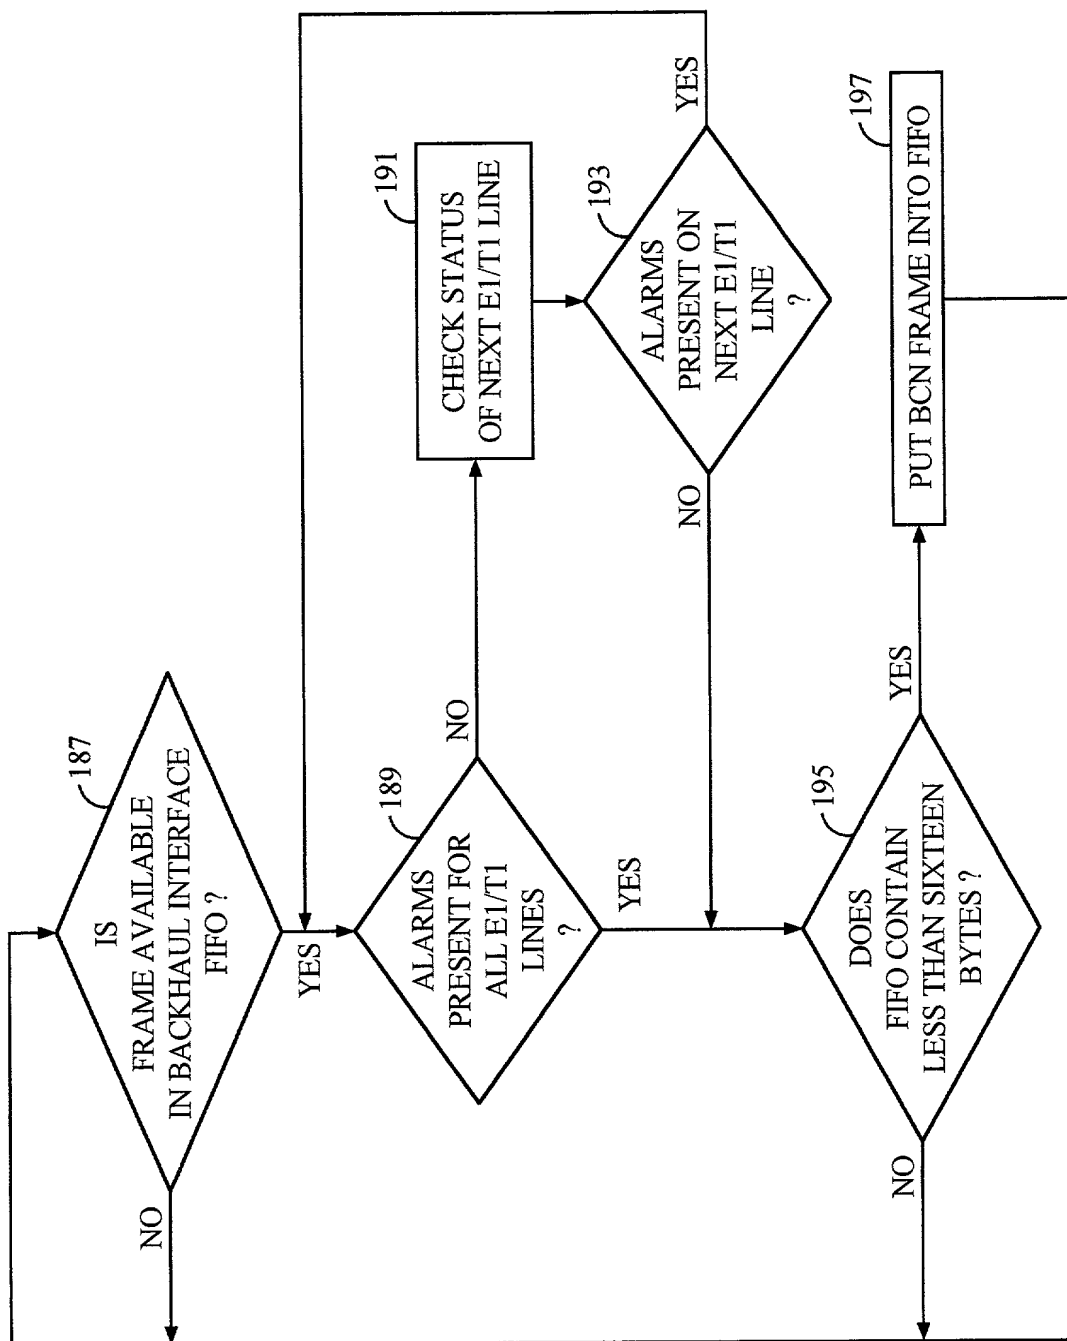 187
IS
FRAME AVAILABLE
IN BACKHAUL INTERFACE
FIFO ?
NO
YES
189
ALARMS
PRESENT FOR
ALL E1/T1
LINES
?
NO
YES
191
CHECK STATUS
OF NEXT E1/T1 LINE
193
ALARMS
PRESENT ON
NEXT E1/T1
LINE
?
YES
NO
195
DOES
FIFO CONTAIN
LESS THAN SIXTEEN
BYTES ?
NO
YES
197
PUT BCN FRAME INTO FIFO